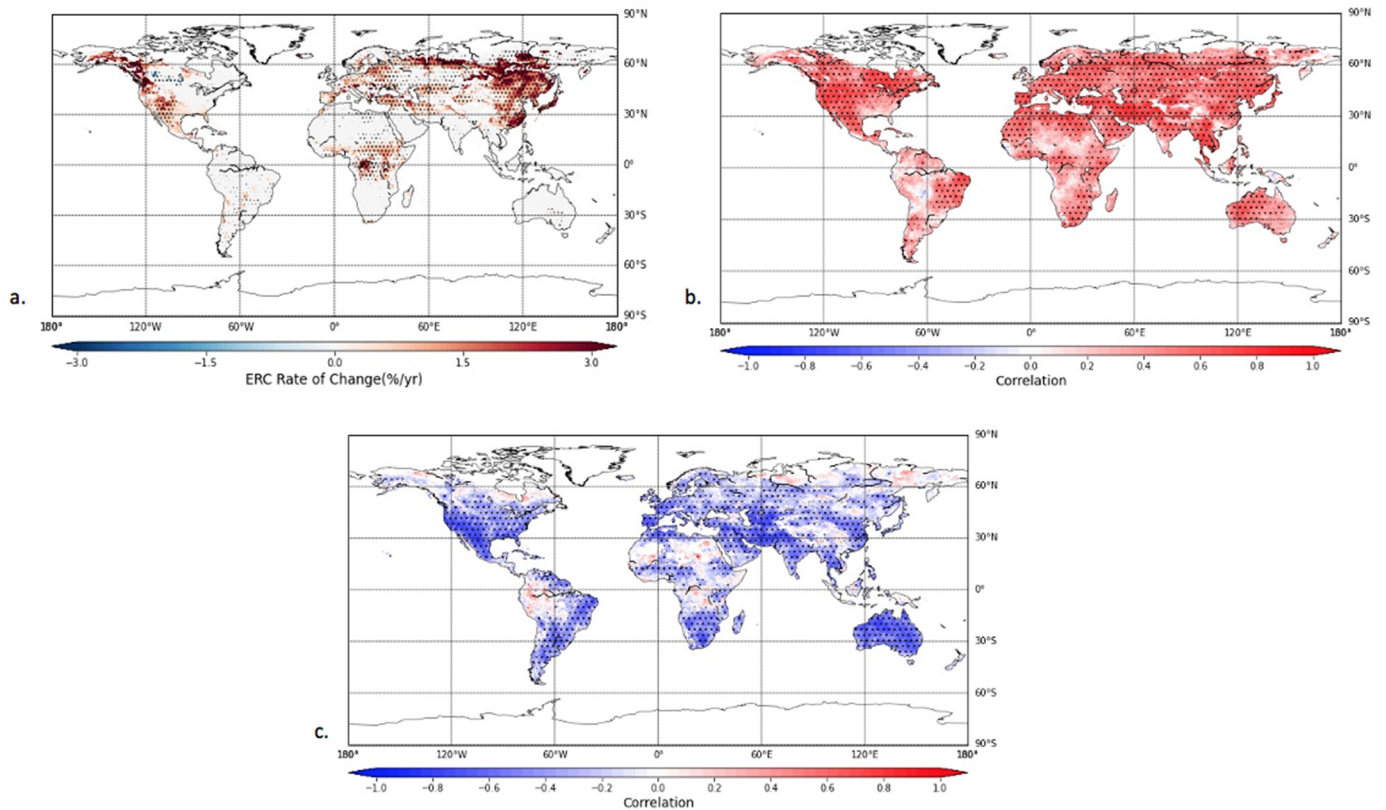 90°N
60°N
30°N
0°
30°S
60°S
90°S
a.
180° 120°W 60°W 0° 60°E 120°E 180°
−3.0 −1.5 0.0 1.5 3.0
ERC Rate of Change(%/yr)
90°N
60°N
30°N
0°
30°S
60°S
90°S
b.
180° 120°W 60°W 0° 60°E 120°E 180°
−1.0 −0.8 −0.6 −0.4 −0.2 0.0 0.2 0.4 0.6 0.8 1.0
Correlation
90°N
60°N
30°N
0°
30°S
60°S
90°S
c.
180° 120°W 60°W 0° 60°E 120°E 180°
−1.0 −0.8 −0.6 −0.4 −0.2 0.0 0.2 0.4 0.6 0.8 1.0
Correlation